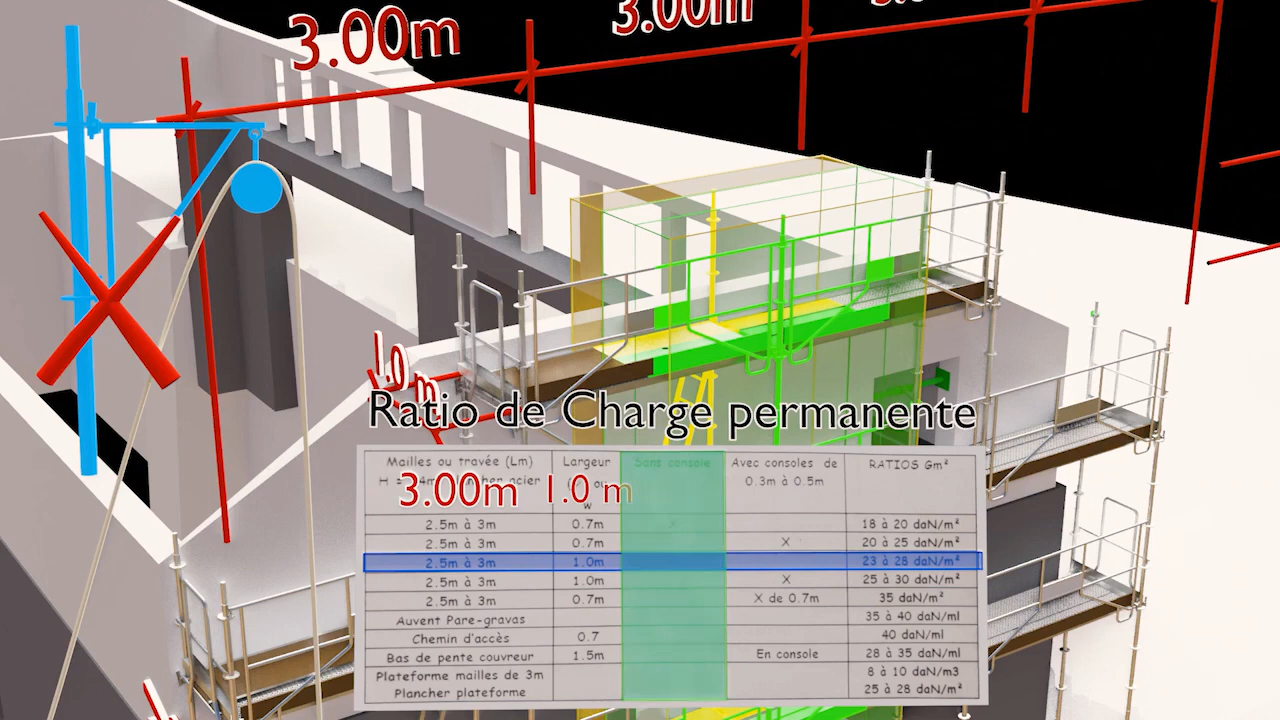 3.00m
3.00m
1.0 m
Ratio de Charge permanente
Mailles ou travée (Lm)
Largeur
Sans console
Avec consoles de
0.3m à 0.5m
RATIOS Gm²
3.00m
1.0 m
2.5m à 3m 0.7m 18 à 20 daN/m²
2.5m à 3m 0.7m X 20 à 25 daN/m²
2.5m à 3m 1.0m 23 à 28 daN/m²
2.5m à 3m 1.0m X 25 à 30 daN/m²
2.5m à 3m 0.7m X de 0.7m 35 daN/m²
Auvent Pare-gravas 35 à 40 daN/ml
Chemin d'accès 0.7 40 daN/ml
Bas de pente couvreur 1.5m En console 28 à 35 daN/ml
Plateforme mailles de 3m 8 à 10 daN/m3
Plancher plateforme 25 à 28 daN/m²